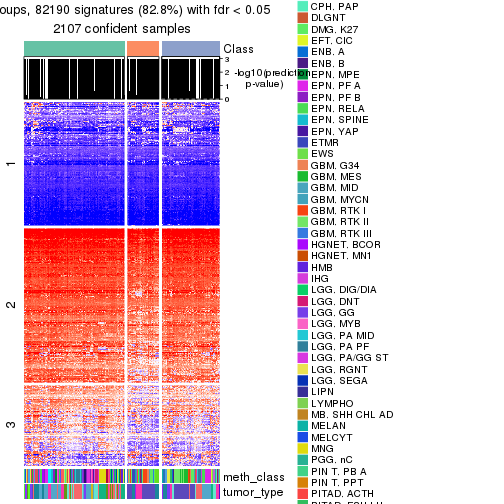 oups, 82190 signatures (82.8%) with fdr < 0.05
2107 confident samples
Class
3
2
1
0
-log10(prediction
p-value)
1
2
3
meth_class
tumor_type
CPH. PAP
DLGNT
DMG. K27
EFT. CIC
ENB. A
ENB. B
EPN. MPE
EPN. PF A
EPN. PF B
EPN. RELA
EPN. SPINE
EPN. YAP
ETMR
EWS
GBM. G34
GBM. MES
GBM. MID
GBM. MYCN
GBM. RTK I
GBM. RTK II
GBM. RTK III
HGNET. BCOR
HGNET. MN1
HMB
IHG
LGG. DIG/DIA
LGG. DNT
LGG. GG
LGG. MYB
LGG. PA MID
LGG. PA PF
LGG. PA/GG ST
LGG. RGNT
LGG. SEGA
LIPN
LYMPHO
MB. SHH CHL AD
MELAN
MELCYT
MNG
PGG. nC
PIN T. PB A
PIN T. PPT
PITAD. ACTH